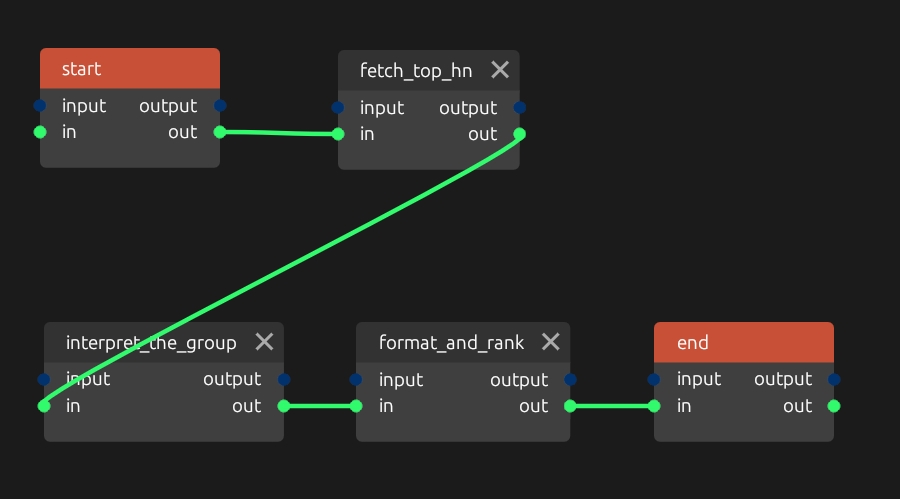 start
input output
in out
fetch_top_hn
input output
in out
interpret_the_group
input output
in out
format_and_rank
input output
in out
end
input output
in out